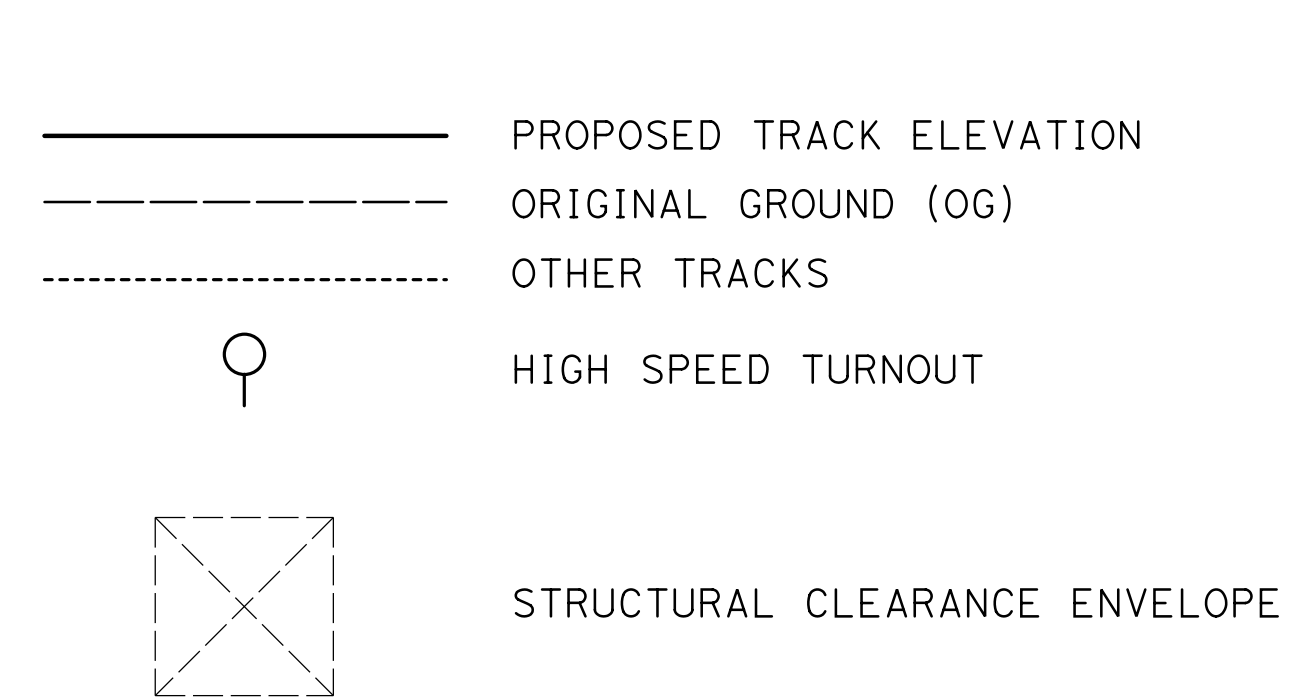 PROPOSED TRACK ELEVATION
ORIGINAL GROUND (OG)
OTHER TRACKS
HIGH SPEED TURNOUT
STRUCTURAL CLEARANCE ENVELOPE